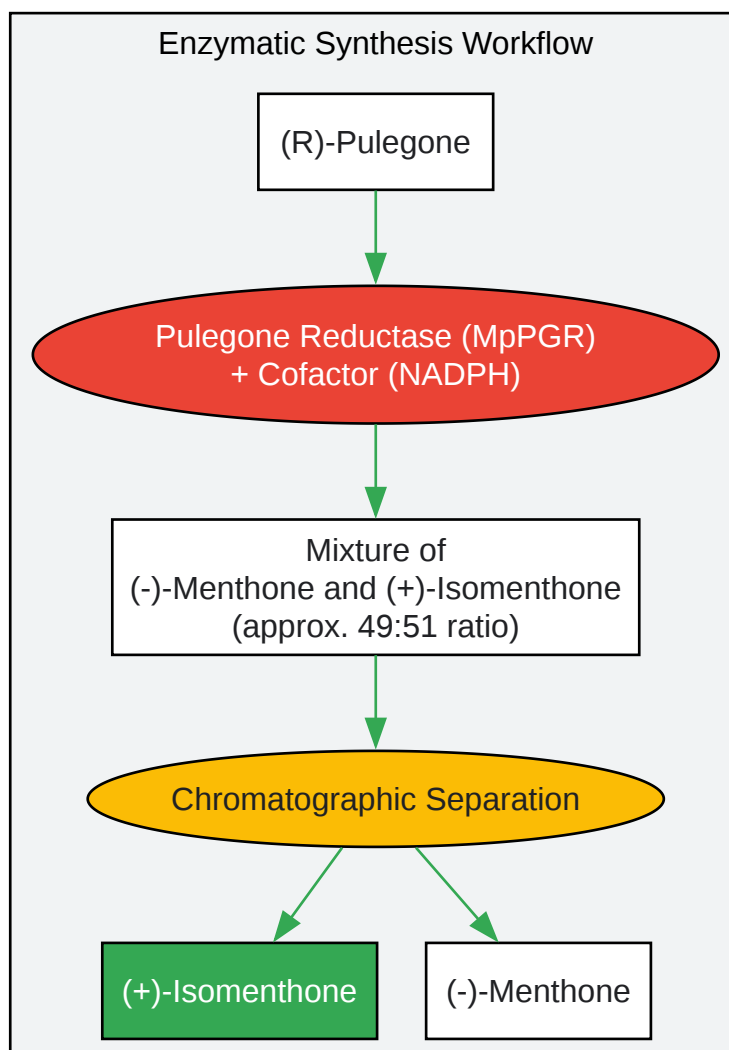 Enzymatic Synthesis Workflow
(R)-Pulegone
Pulegone Reductase (MpPGR)
+ Cofactor (NADPH)
Mixture of
(-)-Menthone and (+)-Isomenthone
(approx. 49:51 ratio)
Chromatographic Separation
(+)-Isomenthone
(-)-Menthone